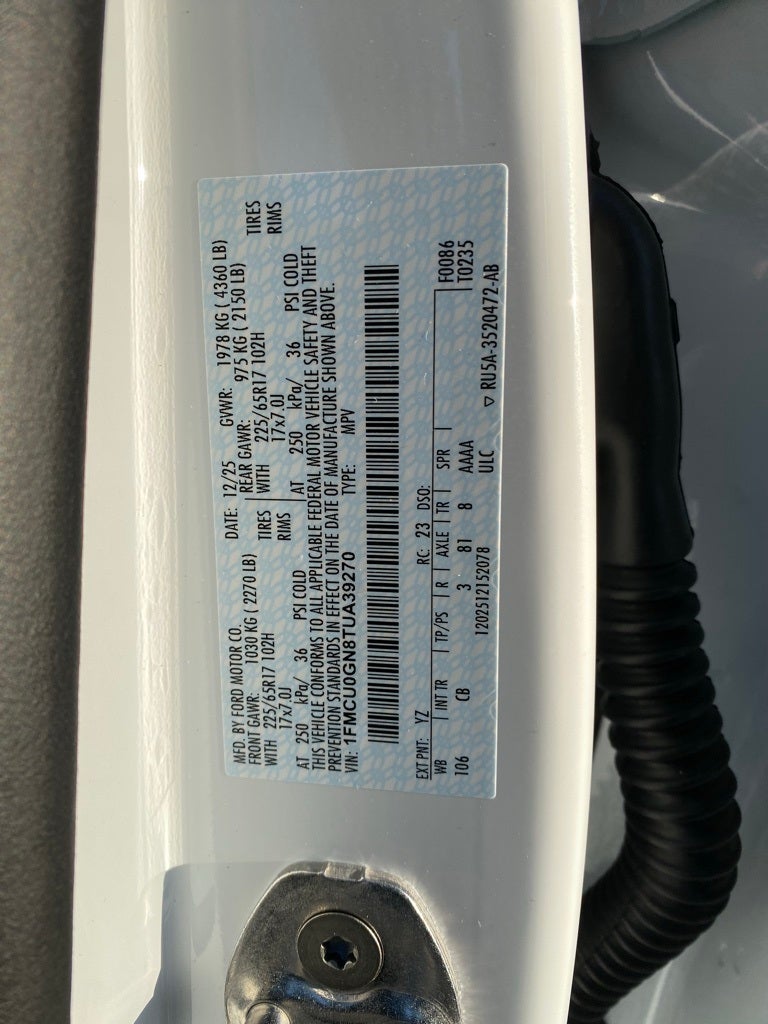 MFD. BY FORD MOTOR CO.
DATE: 12/25 GVWR: 1978 KG ( 4360 LB)
FRONT GAWR: 1030 KG ( 2270 LB)
REAR GAWR: 975 KG ( 2150 LB)
WITH 225/65R17 102H TIRES
WITH 225/65R17 102H TIRES
17x7.0J RIMS
17x7.0J RIMS
AT 250 kPa/ 36 PSI COLD
AT 250 kPa/ 36 PSI COLD
THIS VEHICLE CONFORMS TO ALL APPLICABLE FEDERAL MOTOR VEHICLE SAFETY AND THEFT
PREVENTION STANDARDS IN EFFECT ON THE DATE OF MANUFACTURE SHOWN ABOVE.
VIN: 1FMCU0GN8TUA39270 TYPE: MPV
EXT PNT: YZ RC: 23 DSO:
WB INT TR TP/PS R AXLE TR SPR F0086
106 CB 3 81 8 AAAA T0235
1202512152078 ULC
▽ RU5A-3520472-AB